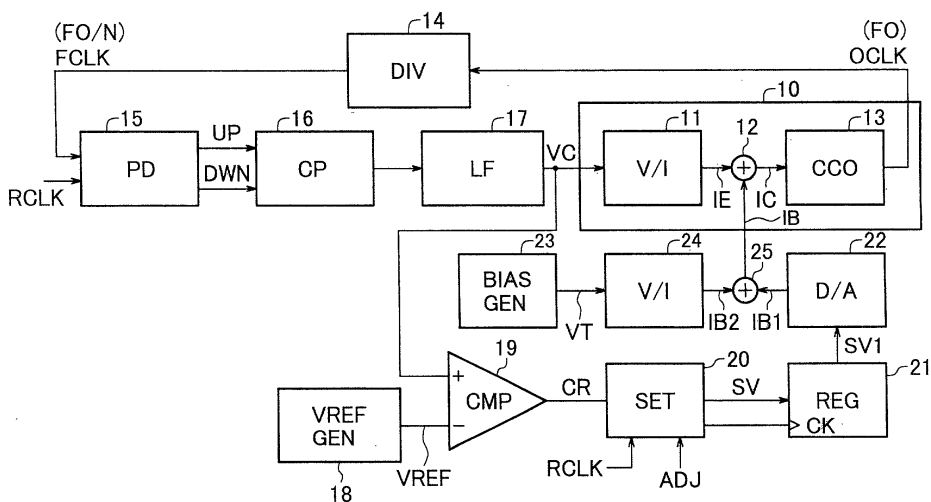 14
(FO/N)
FCLK
DIV
(FO)
OCLK
10
15
UP
16
17
VC
11
12
13
PD
DWN
CP
LF
V/I
+
CCO
RCLK
IE
IC
IB
23
24
25
22
BIAS
GEN
V/I
+
D/A
VT
IB2
IB1
19
20
SV1
21
+
CMP
CR
SET
SV
REG
VREF
GEN
−
CK
VREF
RCLK
ADJ
18